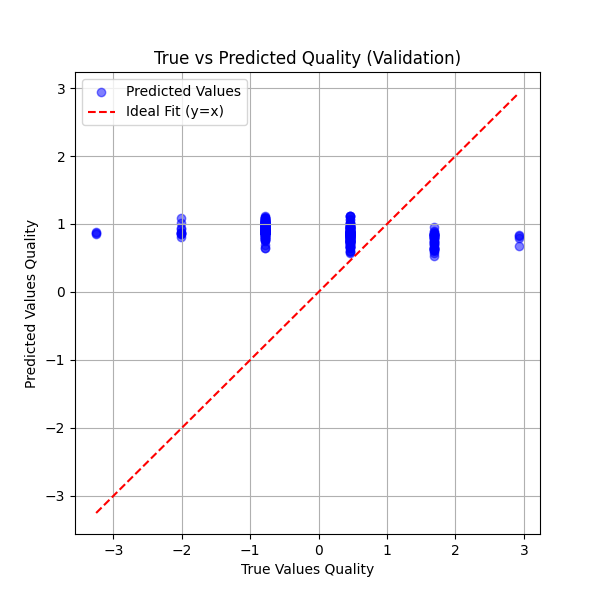 True vs Predicted Quality (Validation)
Predicted Values
Ideal Fit (y=x)
Predicted Values Quality
3
2
1
0
−1
−2
−3
−3 −2 −1 0 1 2 3
True Values Quality